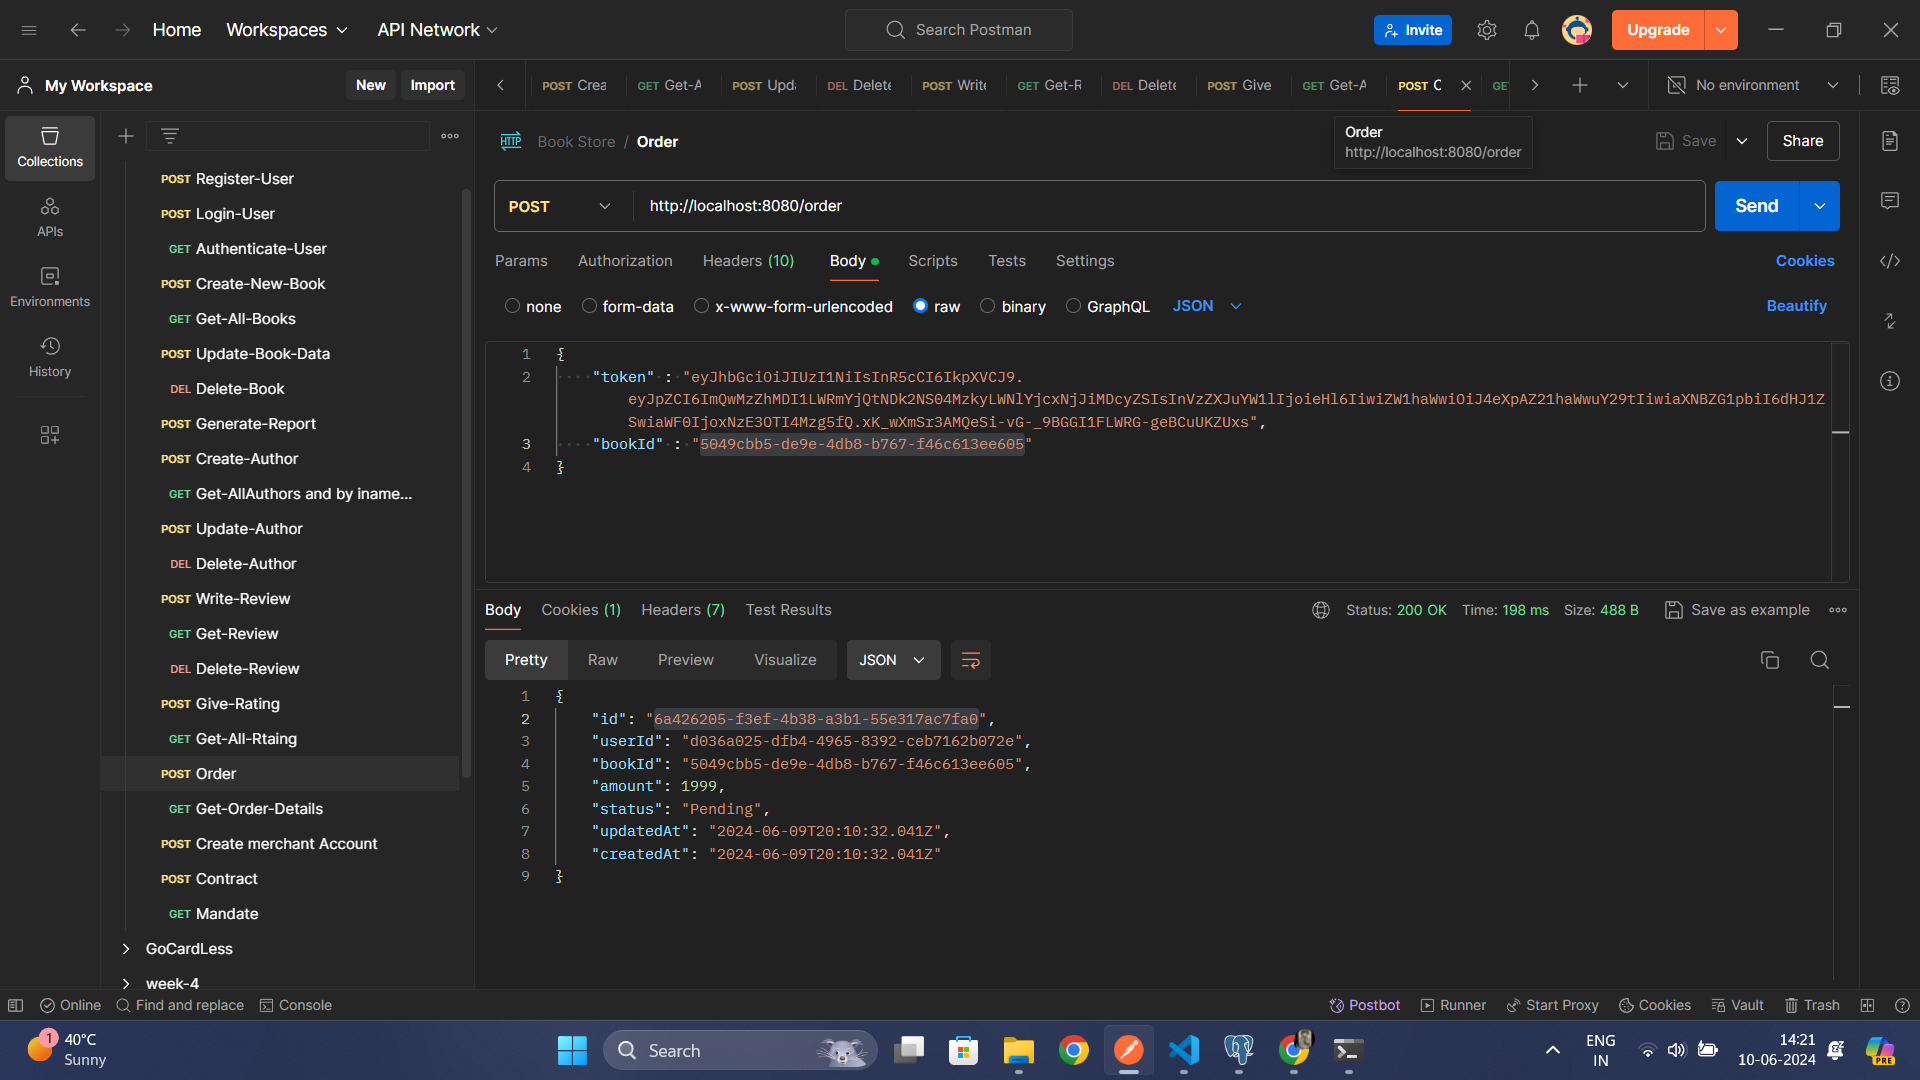 Home
Workspaces
API Network
Search Postman
Invite
Upgrade
My Workspace
New
Import
POST Crea
GET Get-A
POST Upda
DEL Delete
POST Write
GET Get-R
DEL Delete
POST Give
GET Get-A
POST O
GE
No environment
Collections
APIs
Environments
History
POST Register-User
POST Login-User
GET Authenticate-User
POST Create-New-Book
GET Get-All-Books
POST Update-Book-Data
DEL Delete-Book
POST Generate-Report
POST Create-Author
GET Get-AllAuthors and by iname...
POST Update-Author
DEL Delete-Author
POST Write-Review
GET Get-Review
DEL Delete-Review
POST Give-Rating
GET Get-All-Rtaing
POST Order
GET Get-Order-Details
POST Create merchant Account
POST Contract
GET Mandate
GoCardLess
week-4
HTTP Book Store / Order
Order
http://localhost:8080/order
Save
Share
POST
http://localhost:8080/order
Send
Params
Authorization
Headers (10)
Body
Scripts
Tests
Settings
Cookies
none
form-data
x-www-form-urlencoded
raw
binary
GraphQL
JSON
Beautify
1 {
2 "token" : "eyJhbGciOiJIUzI1NiIsInR5cCI6IkpXVCJ9.
eyJpZCI6ImQwMzZhMDI1LWRmYjQtNDk2NS04MzkyLWNlYjcxNjJiMDcyZSIsInVzZXJuYW1lIjoieHl6IiwiZW1haWwiOiJ4eXpAZ21haWwuY29tIiwiaXNBZG1pbiI6dHJ1Z
SwiaWF0IjoxNzE3OTI4Mzg5fQ.xK_wXmSr3AMQeSi-vG-_9BGGI1FLWRG-geBCuUKZUxs",
3 "bookId" : "5049cbb5-de9e-4db8-b767-f46c613ee605"
4 }
Body
Cookies (1)
Headers (7)
Test Results
Status: 200 OK
Time: 198 ms
Size: 488 B
Save as example
Pretty
Raw
Preview
Visualize
JSON
1 {
2 "id": "6a426205-f3ef-4b38-a3b1-55e317ac7fa0",
3 "userId": "d036a025-dfb4-4965-8392-ceb7162b072e",
4 "bookId": "5049cbb5-de9e-4db8-b767-f46c613ee605",
5 "amount": 1999,
6 "status": "Pending",
7 "updatedAt": "2024-06-09T20:10:32.041Z",
8 "createdAt": "2024-06-09T20:10:32.041Z"
9 }
Online
Find and replace
Console
Postbot
Runner
Start Proxy
Cookies
Vault
Trash
1
40°C
Sunny
Search
ENG
IN
14:21
10-06-2024
PRE